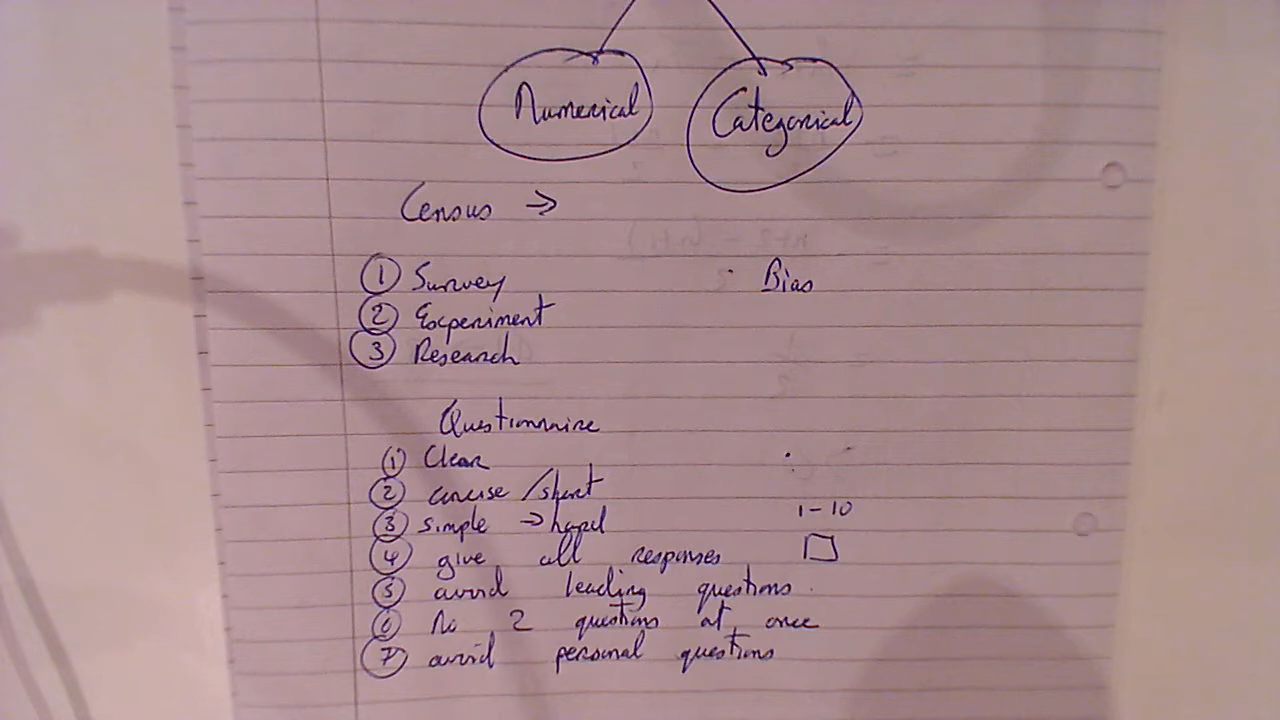 Numerical Categorical
Census →
① Survey Bias
② Experiment
③ Research
Questionnaire
① Clear
② concise / short
③ simple → hard
1 - 10
④ give all responses
⑤ avoid leading questions
⑥ No 2 questions at once
⑦ avoid personal questions